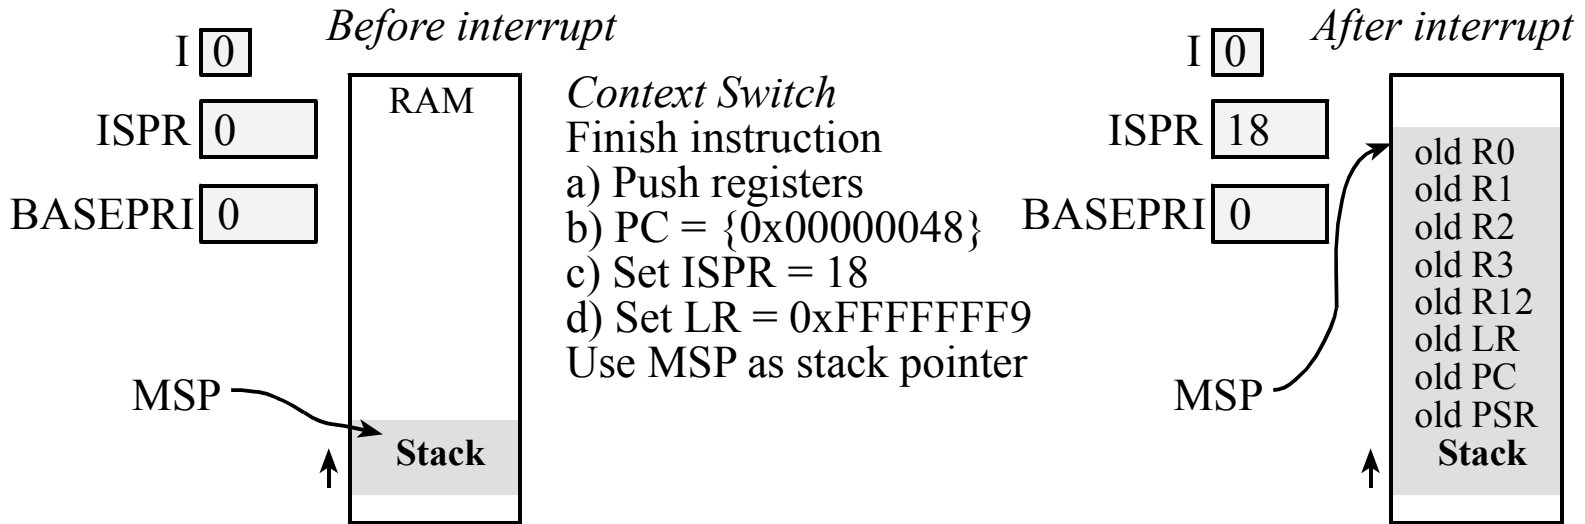 Before interrupt
I 0
ISPR 0
BASEPRI 0
RAM
MSP
Stack
Context Switch
Finish instruction
a) Push registers
b) PC = {0x00000048}
c) Set ISPR = 18
d) Set LR = 0xFFFFFFF9
Use MSP as stack pointer
After interrupt
I 0
ISPR 18
BASEPRI 0
MSP
old R0
old R1
old R2
old R3
old R12
old LR
old PC
old PSR
Stack